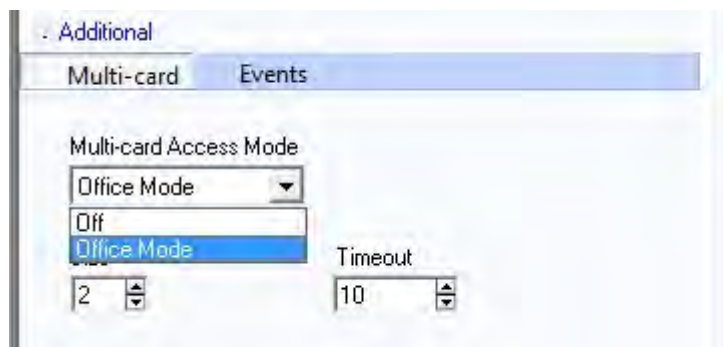 Additional
Multi-card Events
Multi-card Access Mode
Office Mode
Off
Office Mode
Timeout
2 10